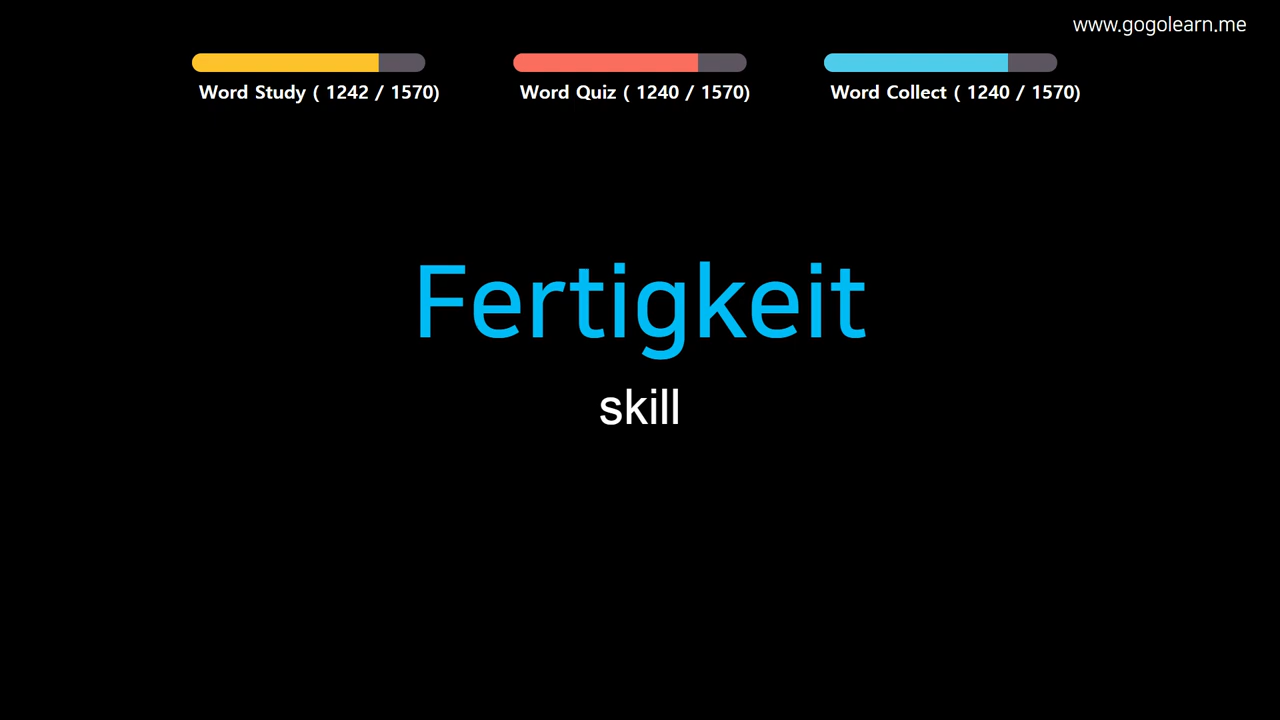 www.gogolearn.me
Word Study ( 1242 / 1570)
Word Quiz ( 1240 / 1570)
Word Collect ( 1240 / 1570)
Fertigkeit
skill